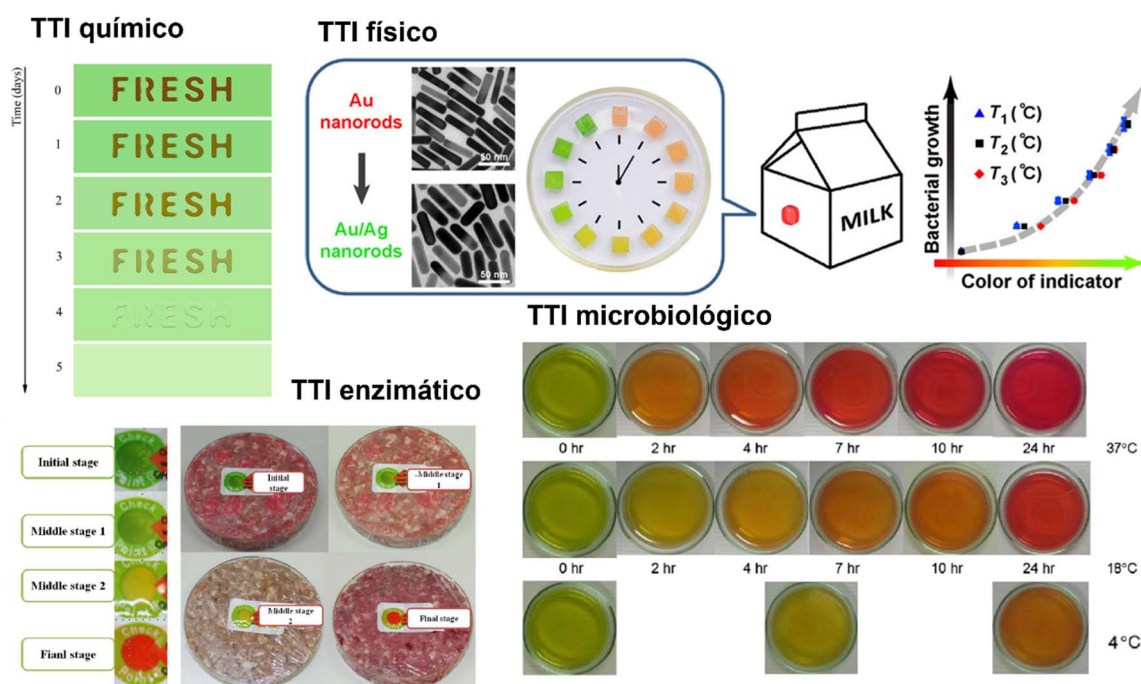 TTI químico
Time (days)
0
FRESH
1
FRESH
2
FRESH
3
FRESH
4
FRESH
5
TTI físico
Au
nanorods
Au/Ag
nanorods
50 nm
50 nm
MILK
Bacterial growth
T1 (°C)
T2 (°C)
T3 (°C)
Color of indicator
TTI enzimático
Initial stage
Middle stage 1
Middle stage 2
Fianl stage
Check
Check
Initial
stage
-Middle stage
1
Middle stage
2
Final stage
TTI microbiológico
0 hr 2 hr 4 hr 7 hr 10 hr 24 hr 37°C
0 hr 2 hr 4 hr 7 hr 10 hr 24 hr 18°C
4°C